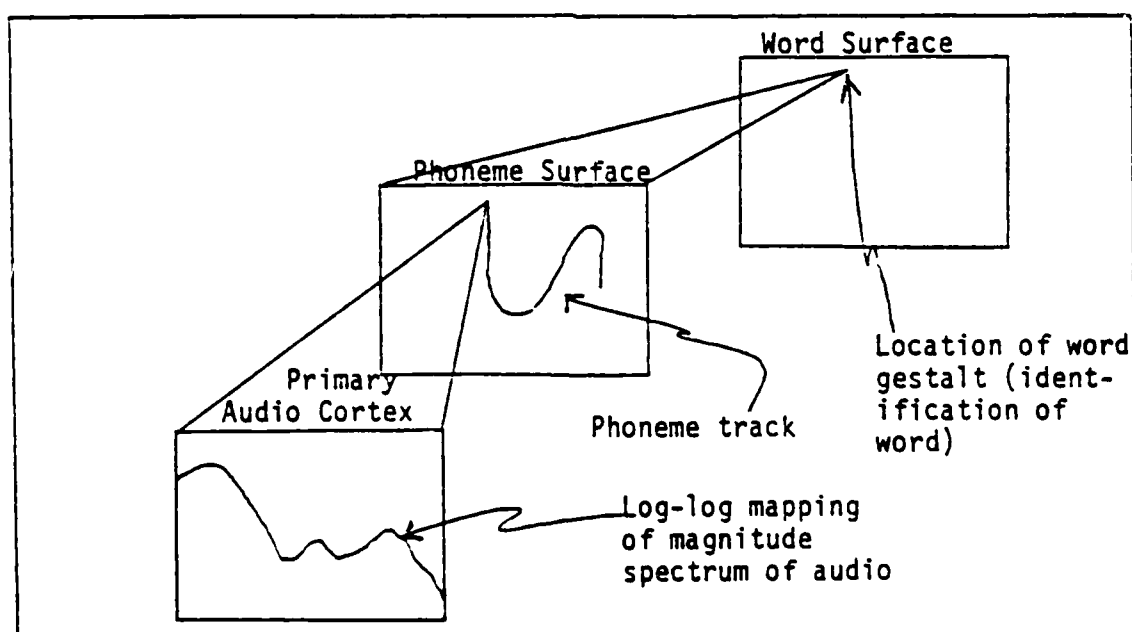 Word Surface
Phoneme Surface
Primary
Audio Cortex
Phoneme track
Location of word
gestalt (ident-
ification of
word)
Log-log mapping
of magnitude
spectrum of audio